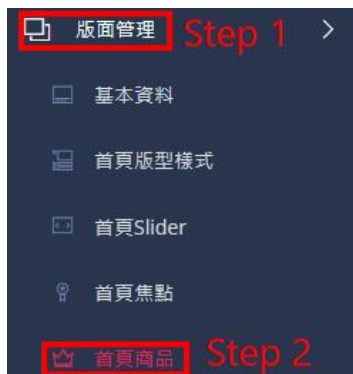 版面管理 Step 1
基本資料
首頁版型樣式
首頁Slider
首頁焦點
首頁商品 Step 2